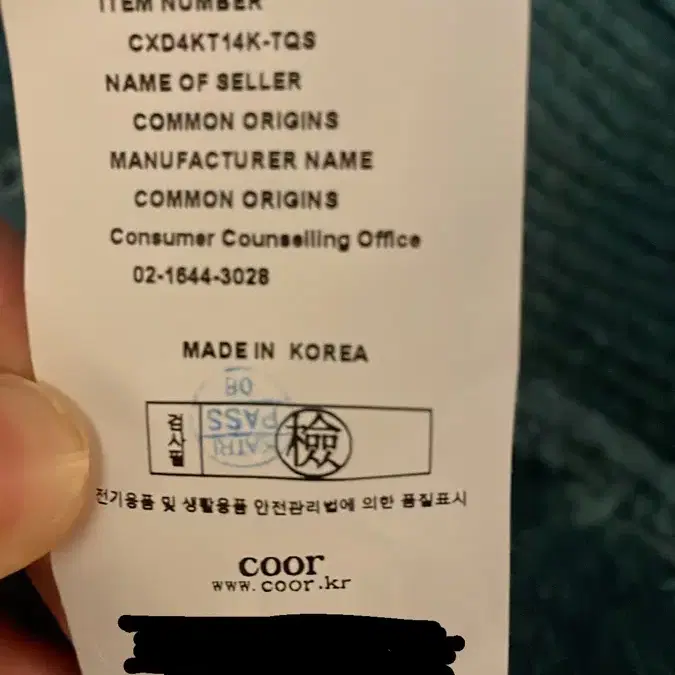 ITEM NUMBER
CXD4KT14K-TQS
NAME OF SELLER
COMMON ORIGINS
MANUFACTURER NAME
COMMON ORIGINS
Consumer Counselling Office
02-1644-3028
MADE IN KOREA
08
PASS
KATRI
검사필
檢
전기용품 및 생활용품 안전관리법에 의한 품질표시
coor
www.coor.kr